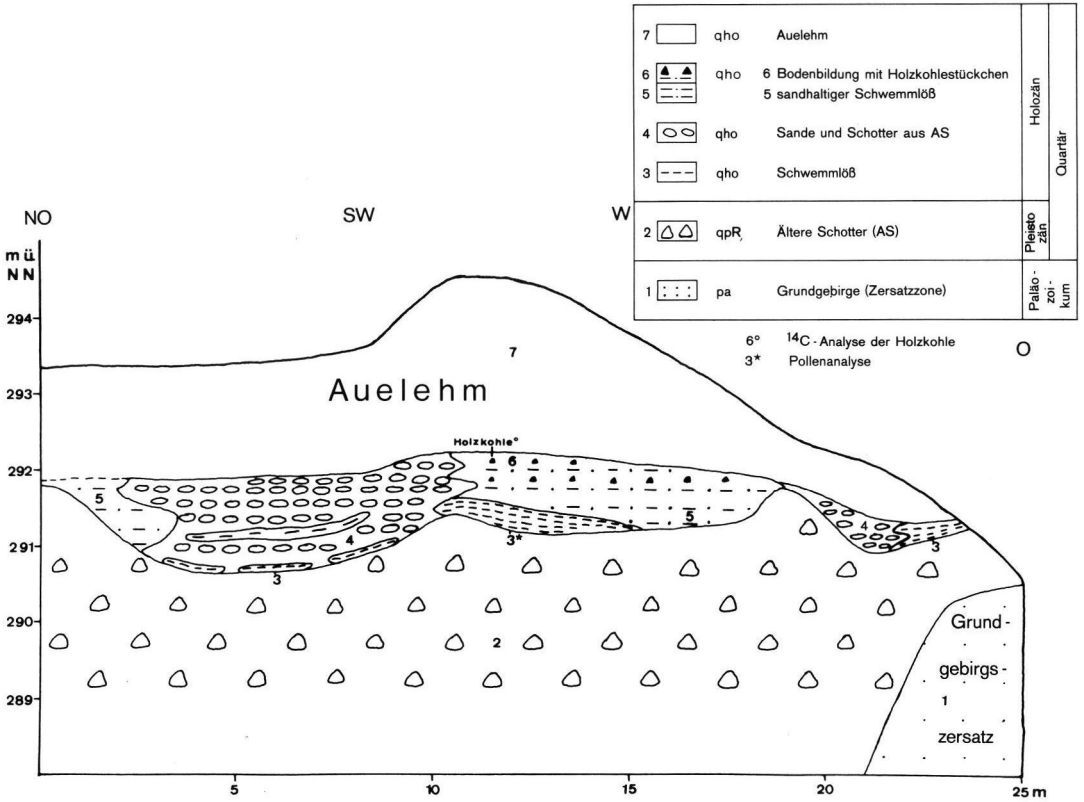 7 qho Auelehm
6 qho 6 Bodenbildung mit Holzkohlestückchen
5 5 sandhaltiger Schwemmlöß
4 qho Sande und Schotter aus AS
3 qho Schwemmlöß
2 qpR, Ältere Schotter (AS)
1 pa Grundgebirge (Zersatzzone)
Holozän
Quartär
Pleisto
zän
Paläo-
zoi-
kum
6° ¹⁴C - Analyse der Holzkohle
3* Pollenanalyse
NO SW W O
m ü
NN
294
293
292
291
290
289
7
Auelehm
Holzkohle°
6
5
5
4
3
3*
4
3
2
Grund-
gebirgs-
1
zersatz
5 10 15 20 25 m